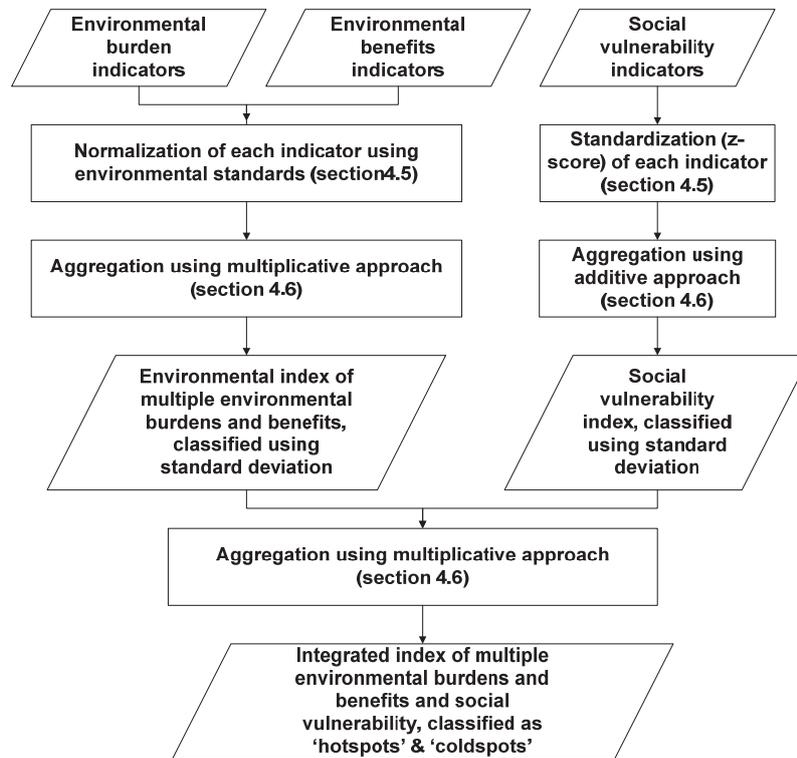 Environmental
burden
indicators
Environmental
benefits
indicators
Social
vulnerability
indicators
Normalization of each indicator using
environmental standards (section4.5)
Standardization (z-
score) of each indicator
(section 4.5)
Aggregation using multiplicative approach
(section 4.6)
Aggregation using
additive approach
(section 4.6)
Environmental index of
multiple environmental
burdens and benefits,
classified using
standard deviation
Social
vulnerability
index, classified
using standard
deviation
Aggregation using multiplicative approach
(section 4.6)
Integrated index of multiple
environmental burdens and
benefits and social
vulnerability, classified as
‘hotspots’ & ‘coldspots’